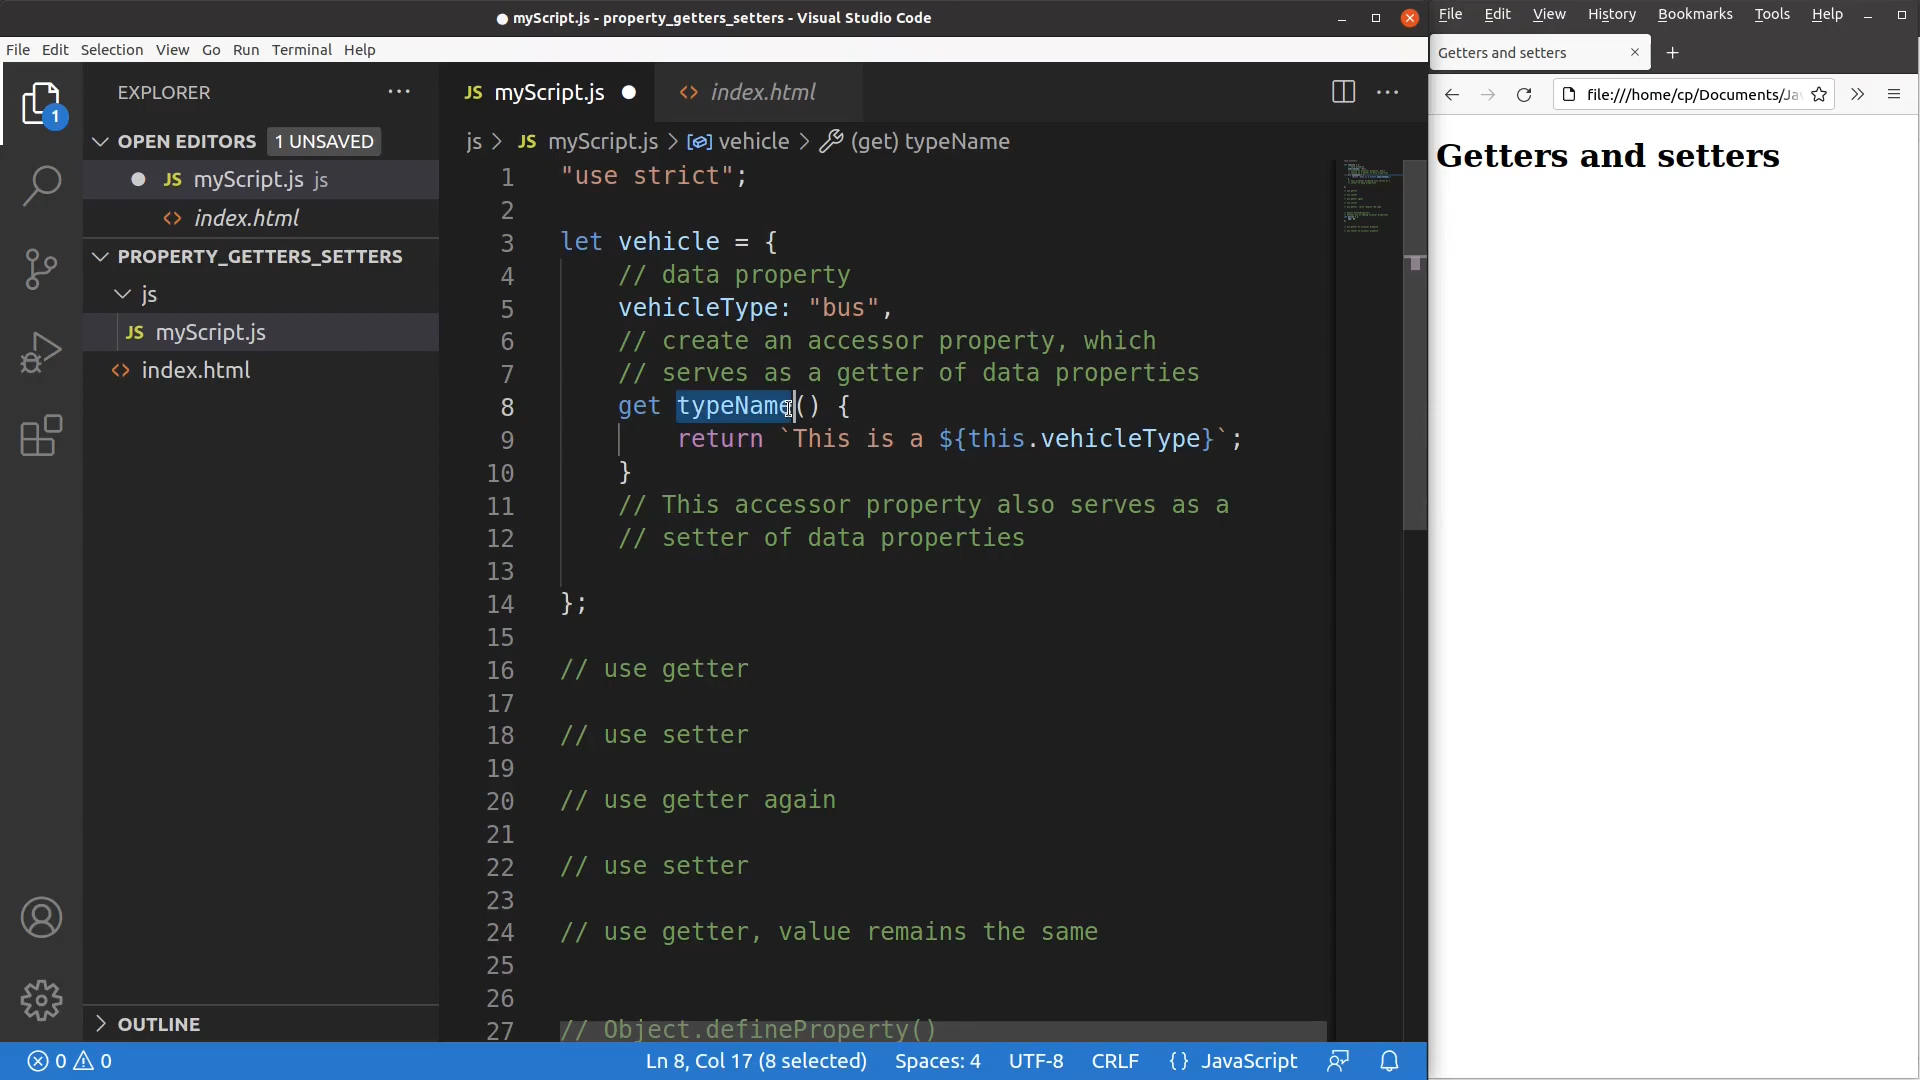 myScript.js - property_getters_setters - Visual Studio Code
File Edit Selection View Go Run Terminal Help
EXPLORER
OPEN EDITORS 1 UNSAVED
JS myScript.js js
<> index.html
PROPERTY_GETTERS_SETTERS
js
JS myScript.js
<> index.html
OUTLINE
1
JS myScript.js
<> index.html
js > JS myScript.js > vehicle > (get) typeName
1 "use strict";
2
3 let vehicle = {
4 // data property
5 vehicleType: "bus",
6 // create an accessor property, which
7 // serves as a getter of data properties
8 get typeName() {
9 return `This is a ${this.vehicleType}`;
10 }
11 // This accessor property also serves as a
12 // setter of data properties
13
14 };
15
16 // use getter
17
18 // use setter
19
20 // use getter again
21
22 // use setter
23
24 // use getter, value remains the same
25
26
27 // Object.defineProperty()
0 0 Ln 8, Col 17 (8 selected) Spaces: 4 UTF-8 CRLF {} JavaScript
File Edit View History Bookmarks Tools Help
Getters and setters
file:///home/cp/Documents/Ja
Getters and setters